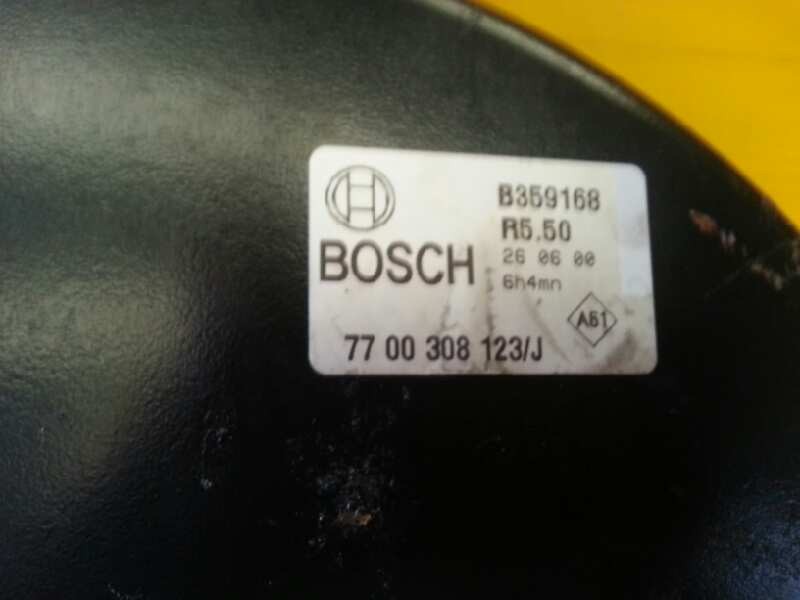 B359168
R5.50
BOSCH
26 06 00
6h4mn
A61
77 00 308 123/J